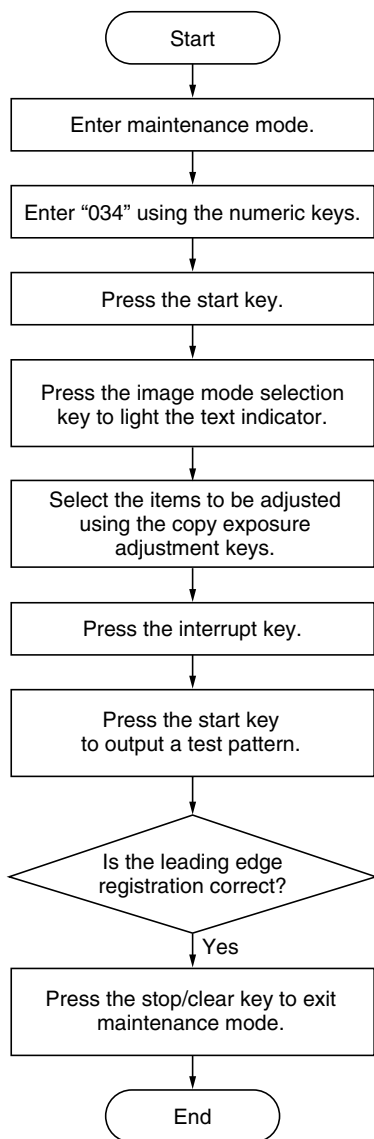 Start
Enter maintenance mode.
Enter “034” using the numeric keys.
Press the start key.
Press the image mode selection
key to light the text indicator.
Select the items to be adjusted
using the copy exposure
adjustment keys.
Press the interrupt key.
Press the start key
to output a test pattern.
Is the leading edge
registration correct?
Yes
Press the stop/clear key to exit
maintenance mode.
End